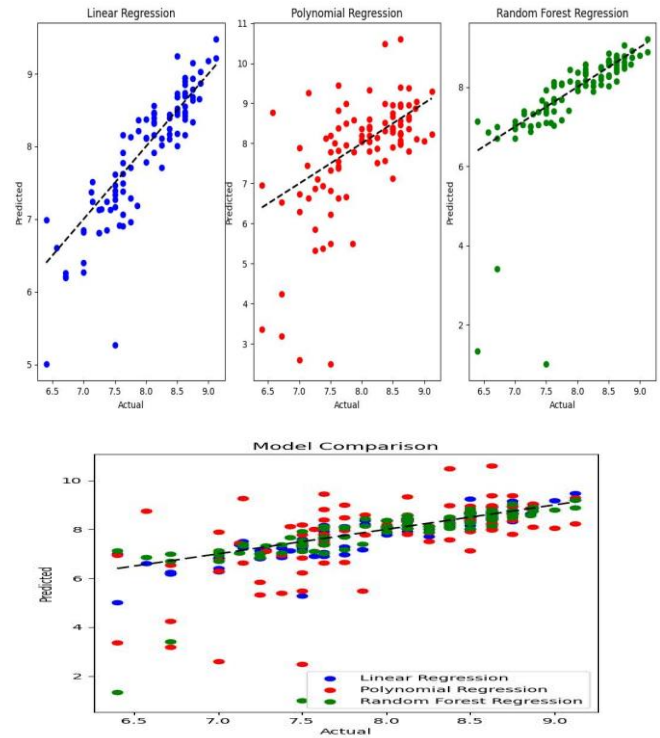 Linear Regression
Predicted
9
8
7
6
5
6.5 7.0 7.5 8.0 8.5 9.0
Actual
Polynomial Regression
Predicted
11
10
9
8
7
6
5
4
3
6.5 7.0 7.5 8.0 8.5 9.0
Actual
Random Forest Regression
Predicted
8
6
4
2
6.5 7.0 7.5 8.0 8.5 9.0
Actual
Model Comparison
Predicted
10
8
6
4
2
6.5 7.0 7.5 8.0 8.5 9.0
Actual
Linear Regression
Polynomial Regression
Random Forest Regression